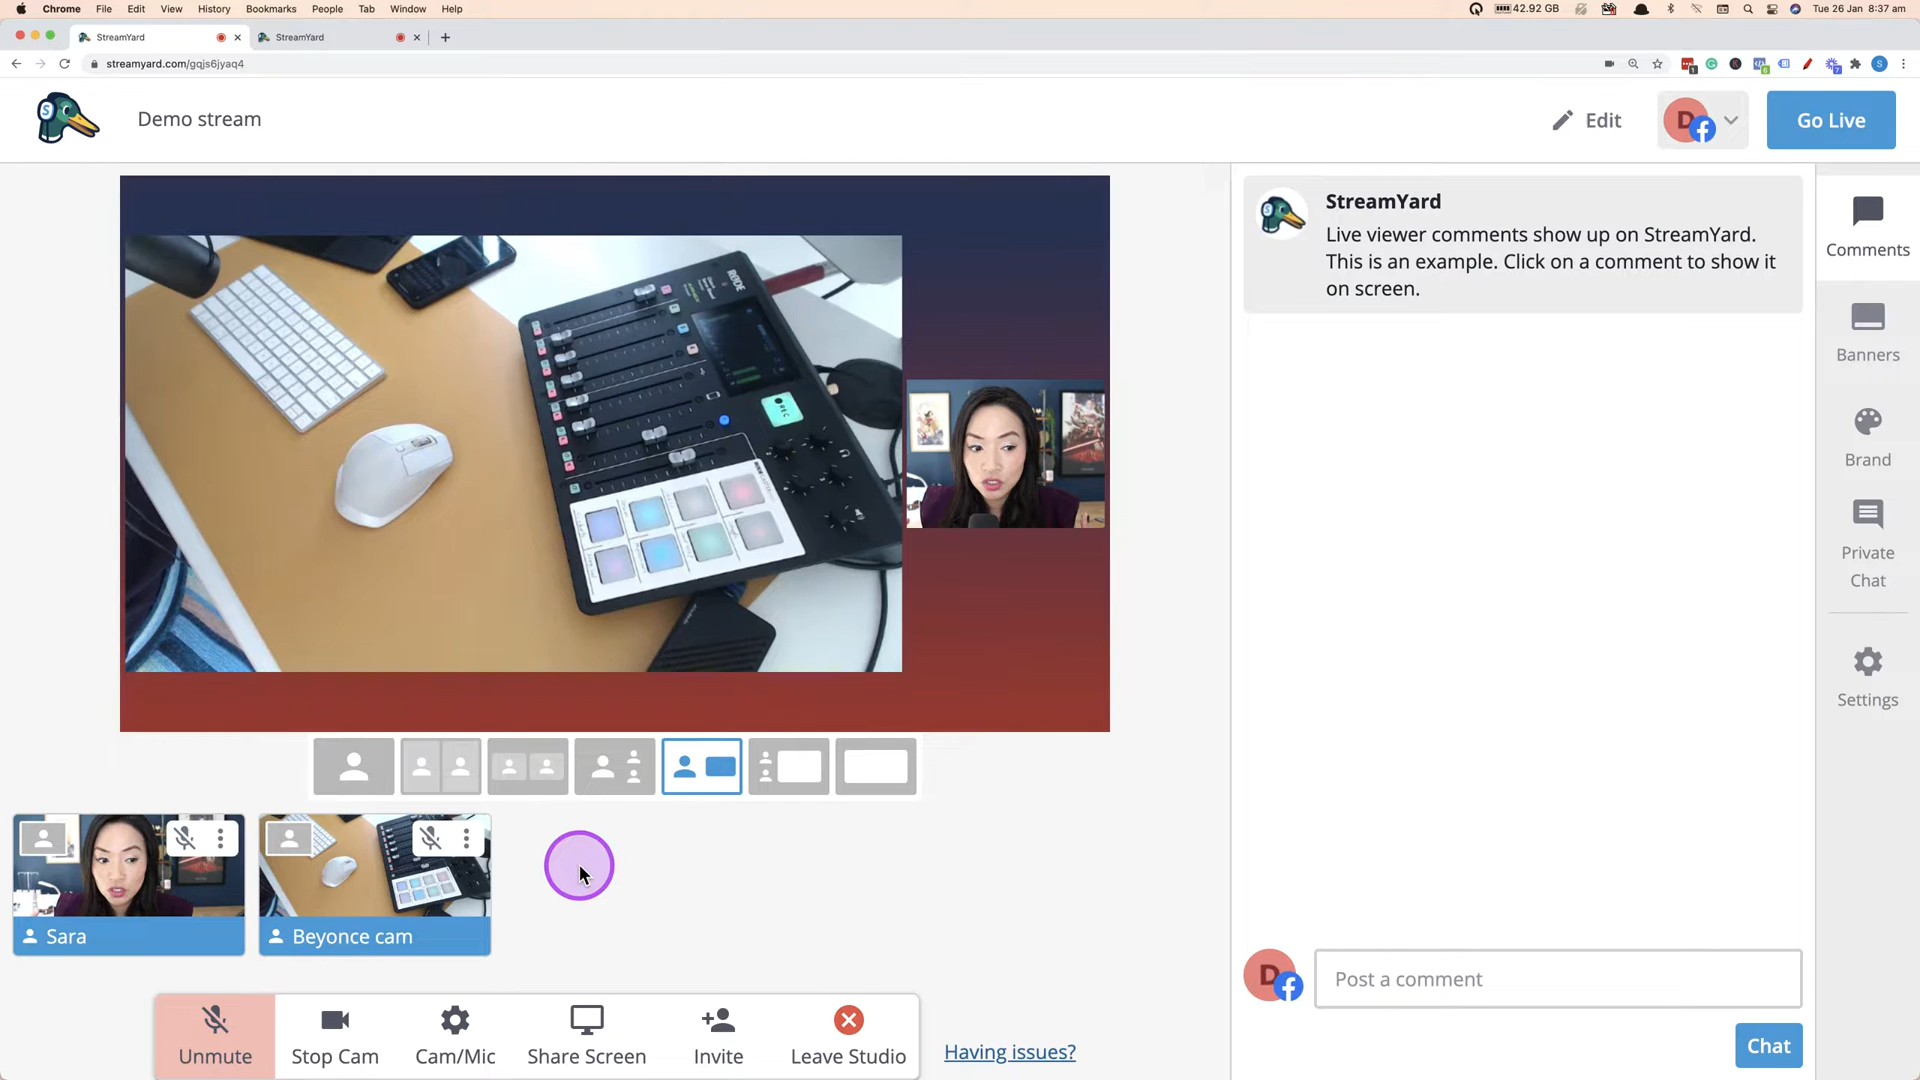 Chrome File Edit View History Bookmarks People Tab Window Help 42.92 GB Tue 26 Jan 8:37 am
StreamYard StreamYard
streamyard.com/gqjs6jyaq4
Demo stream
Edit
D
Go Live
StreamYard
Live viewer comments show up on StreamYard.
This is an example. Click on a comment to show it
on screen.
Comments
Banners
Brand
Private
Chat
Settings
RØDE
REC
Sara
Beyonce cam
D
Post a comment
Chat
Unmute
Stop Cam
Cam/Mic
Share Screen
Invite
Leave Studio
Having issues?